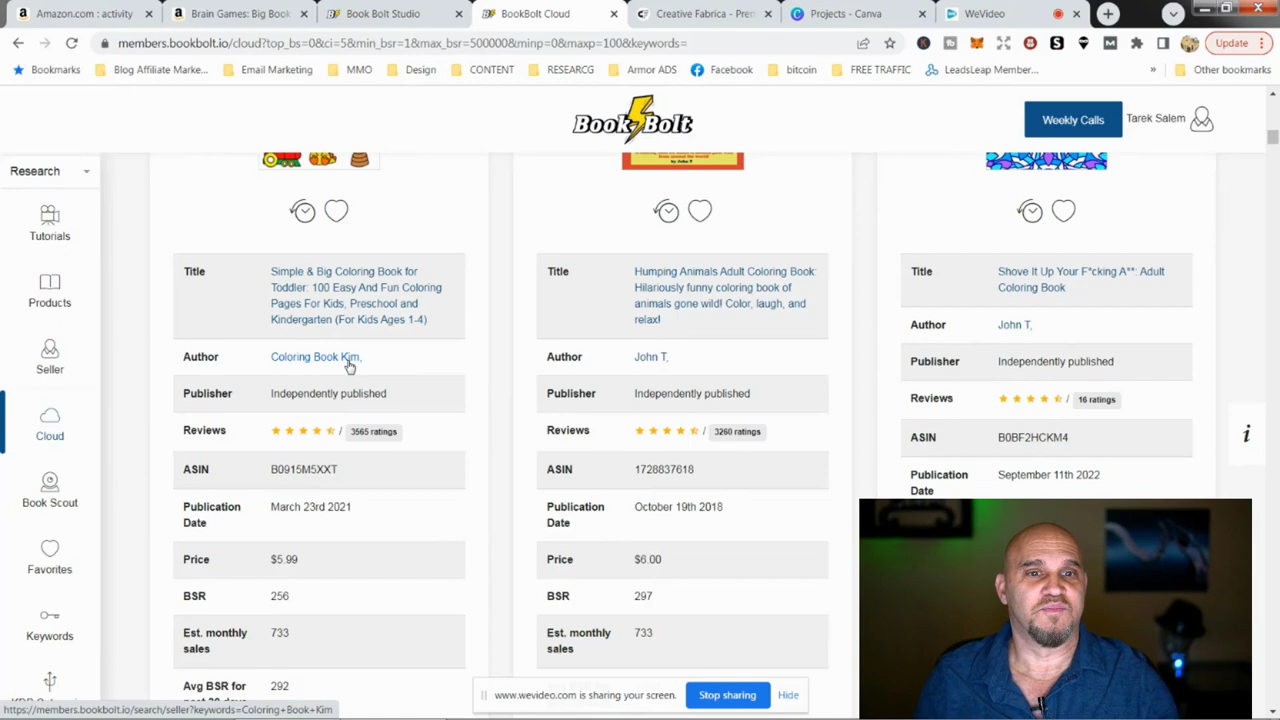 Amazon.com : activity
Brain Games: Big Book
Book Bolt Studio
BookBolt Cloud
Creative Fabrica - Prem
Projects - Canva
WeVideo
members.bookbolt.io/cloud?top_bs=0&ci=58&min_bsr=1&max_bsr=500000&minp=0&maxp=100&keywords=
Update
Bookmarks
Blog Affiliate Marke...
Email Marketing
MMO
Design
CONTENT
RESEARCG
Armor ADS
Facebook
bitcoin
FREE TRAFFIC
LeadsLeap Member...
»
Other bookmarks
Book Bolt
Weekly Calls
Tarek Salem
Research
Tutorials
Products
Seller
Cloud
Book Scout
Favorites
Keywords
Title
Simple & Big Coloring Book for
Toddler: 100 Easy And Fun Coloring
Pages For Kids, Preschool and
Kindergarten (For Kids Ages 1-4)
Author
Coloring Book Kim,
Publisher
Independently published
Reviews
/ 3565 ratings
ASIN
B0915M5XXT
Publication
Date
March 23rd 2021
Price
$5.99
BSR
256
Est. monthly
sales
733
Avg BSR for
292
Title
Humping Animals Adult Coloring Book:
Hilariously funny coloring book of
animals gone wild! Color, laugh, and
relax!
Author
John T,
Publisher
Independently published
Reviews
/ 3260 ratings
ASIN
1728837618
Publication
Date
October 19th 2018
Price
$6.00
BSR
297
Est. monthly
sales
733
Title
Shove It Up Your F*cking A**: Adult
Coloring Book
Author
John T,
Publisher
Independently published
Reviews
/ 16 ratings
ASIN
B0BF2HCKM4
Publication
Date
September 11th 2022
i
www.wevideo.com is sharing your screen.
Stop sharing
Hide
https://members.bookbolt.io/search/seller?keywords=Coloring+Book+Kim